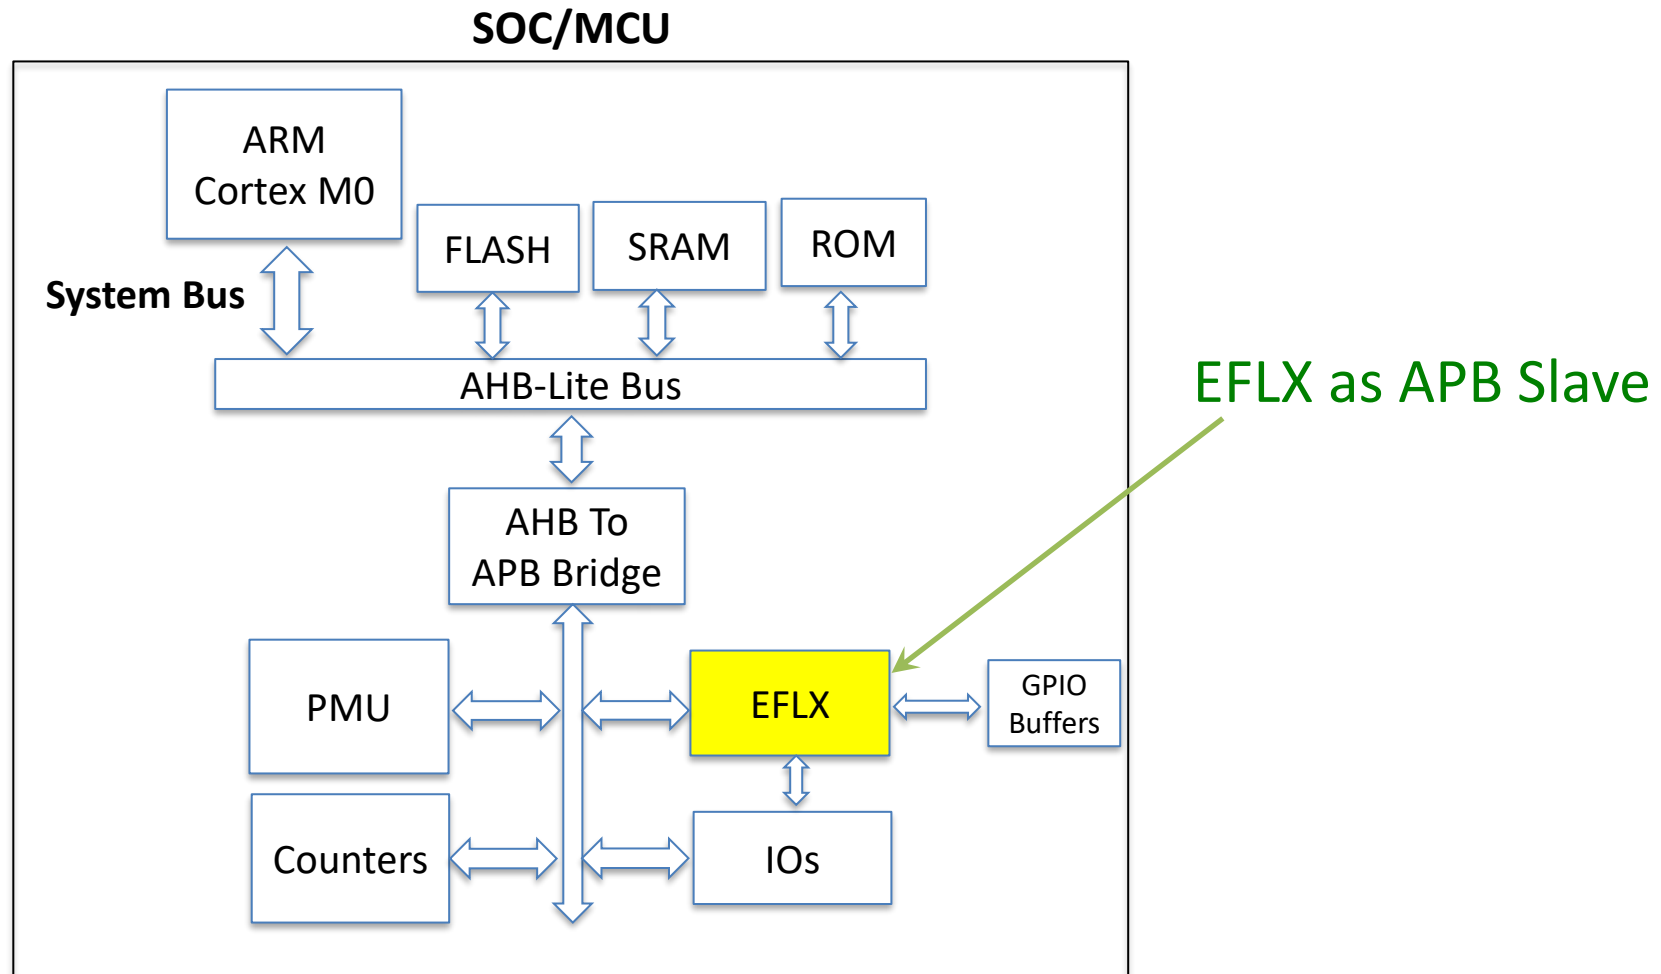 SOC/MCU
ARM
Cortex M0
FLASH
SRAM
ROM
System Bus
AHB-Lite Bus
EFLX as APB Slave
AHB To
APB Bridge
PMU
EFLX
GPIO
Buffers
Counters
IOs